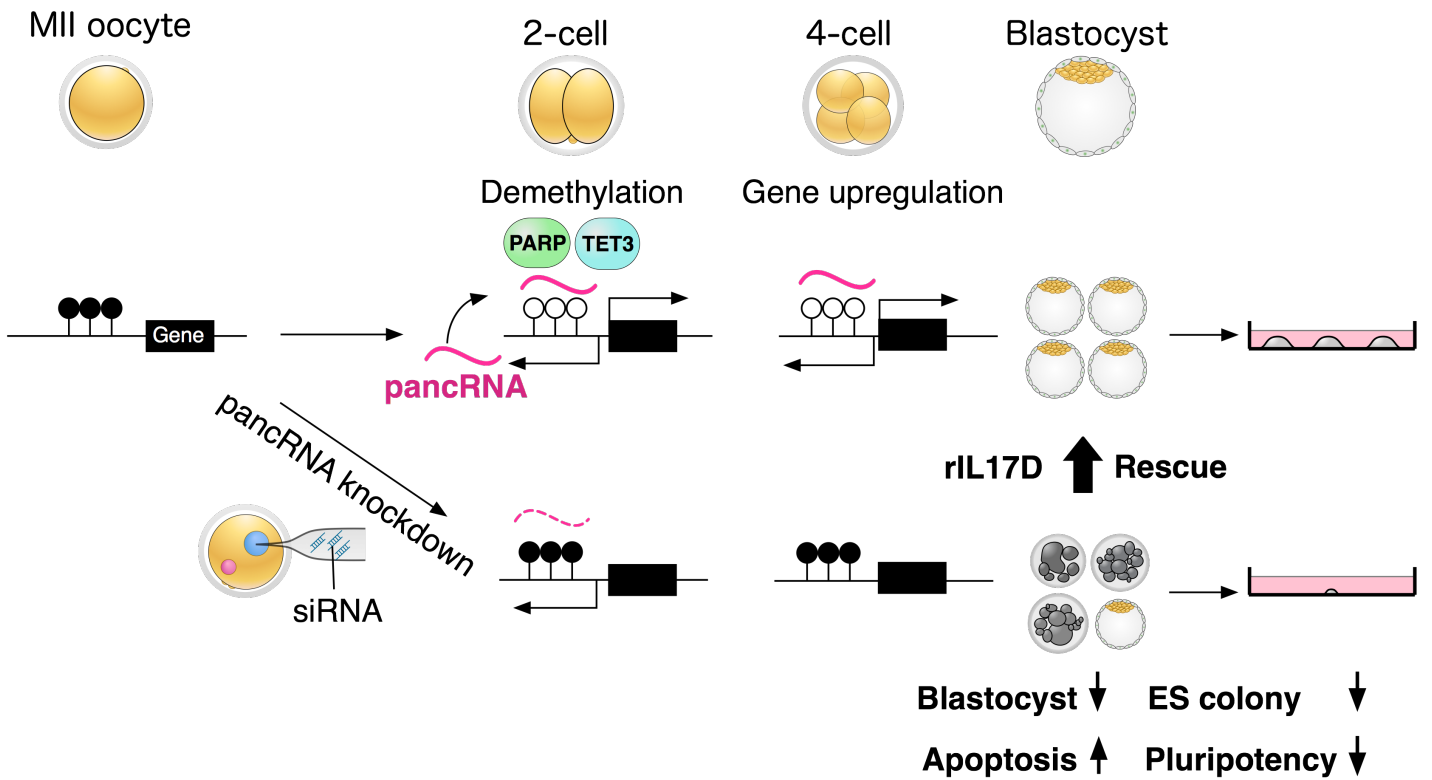 MII oocyte
2-cell
4-cell
Blastocyst
Demethylation
Gene upregulation
PARP
TET3
Gene
pancRNA
pancRNA knockdown
rIL17D
Rescue
siRNA
Blastocyst ↓
ES colony ↓
Apoptosis ↑
Pluripotency ↓